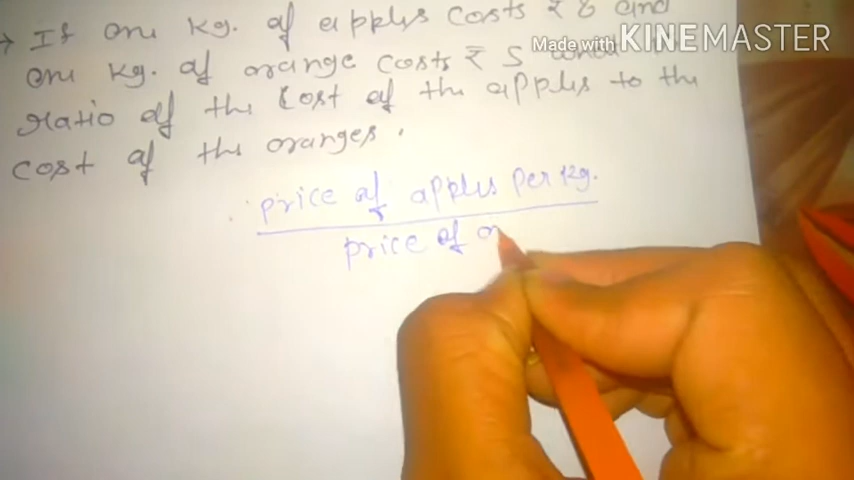 → If one kg. of apples costs ₹ 6 and
one kg. of orange costs ₹ 5
ratio of the Cost of the apples to the
cost of the oranges.
price of apples per kg.
price of o
Made with KINEMASTER